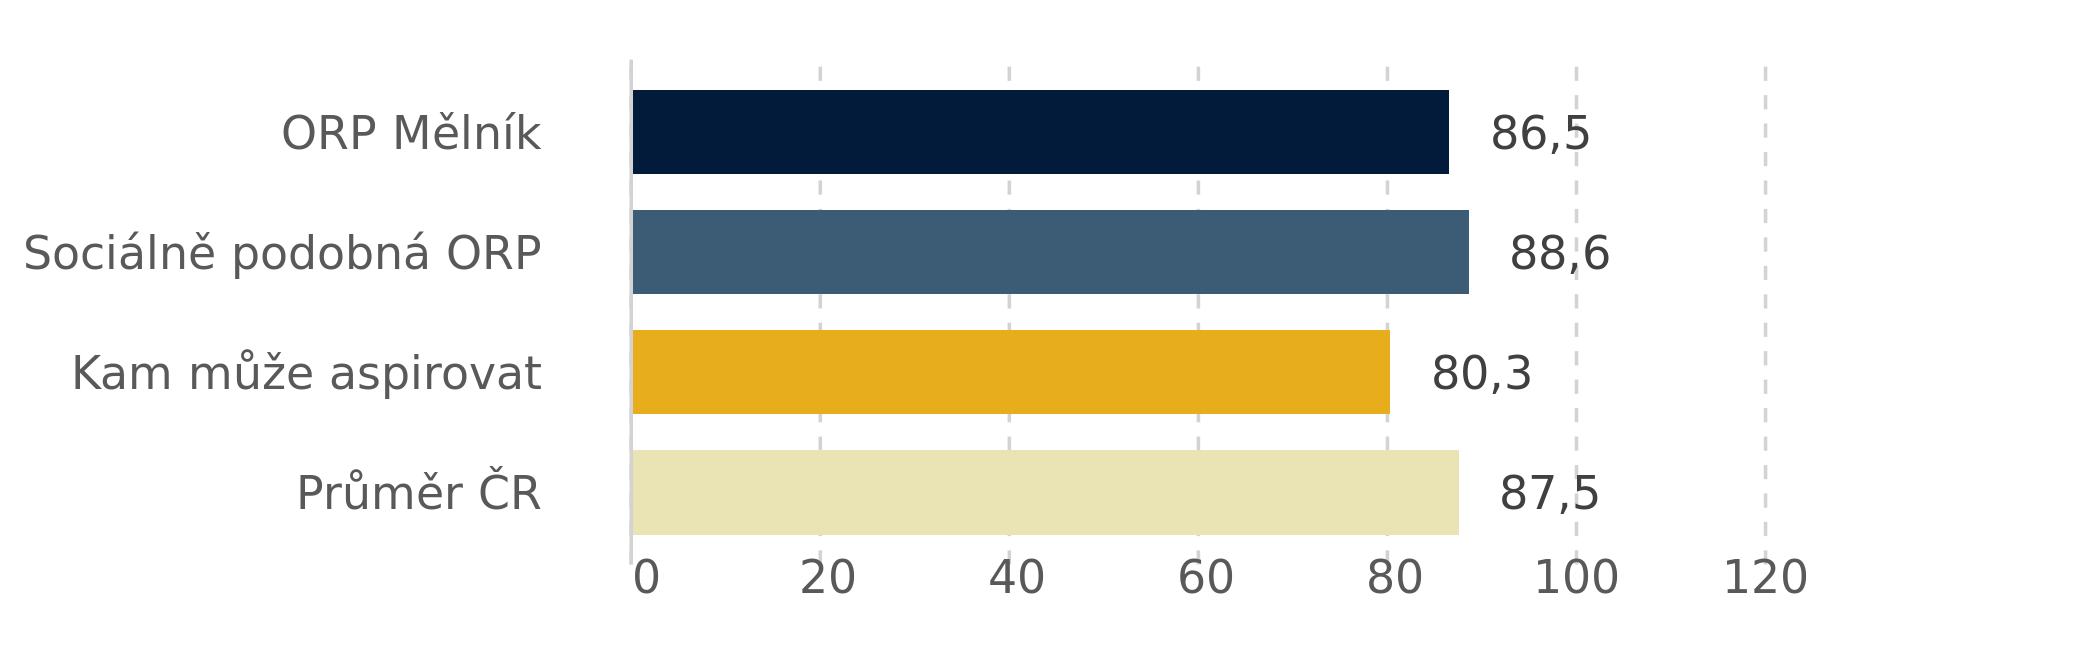 ORP Mělník
86,5
Sociálně podobná ORP
88,6
Kam může aspirovat
80,3
Průměr ČR
87,5
0 20 40 60 80 100 120